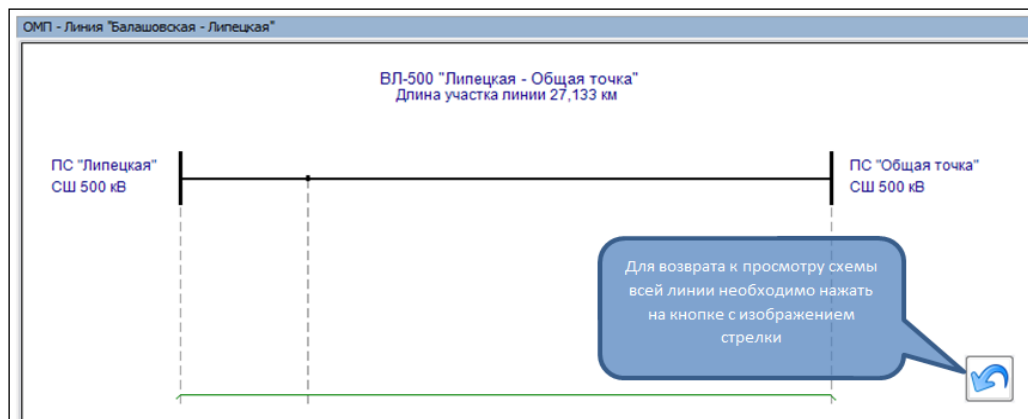 ОМП - Линия "Балашовская - Липецкая"
ВЛ-500 "Липецкая - Общая точка"
Длина участка линии 27,133 км
ПС "Липецкая"
СШ 500 кВ
ПС "Общая точка"
СШ 500 кВ
Для возврата к просмотру схемы
всей линии необходимо нажать
на кнопке с изображением
стрелки